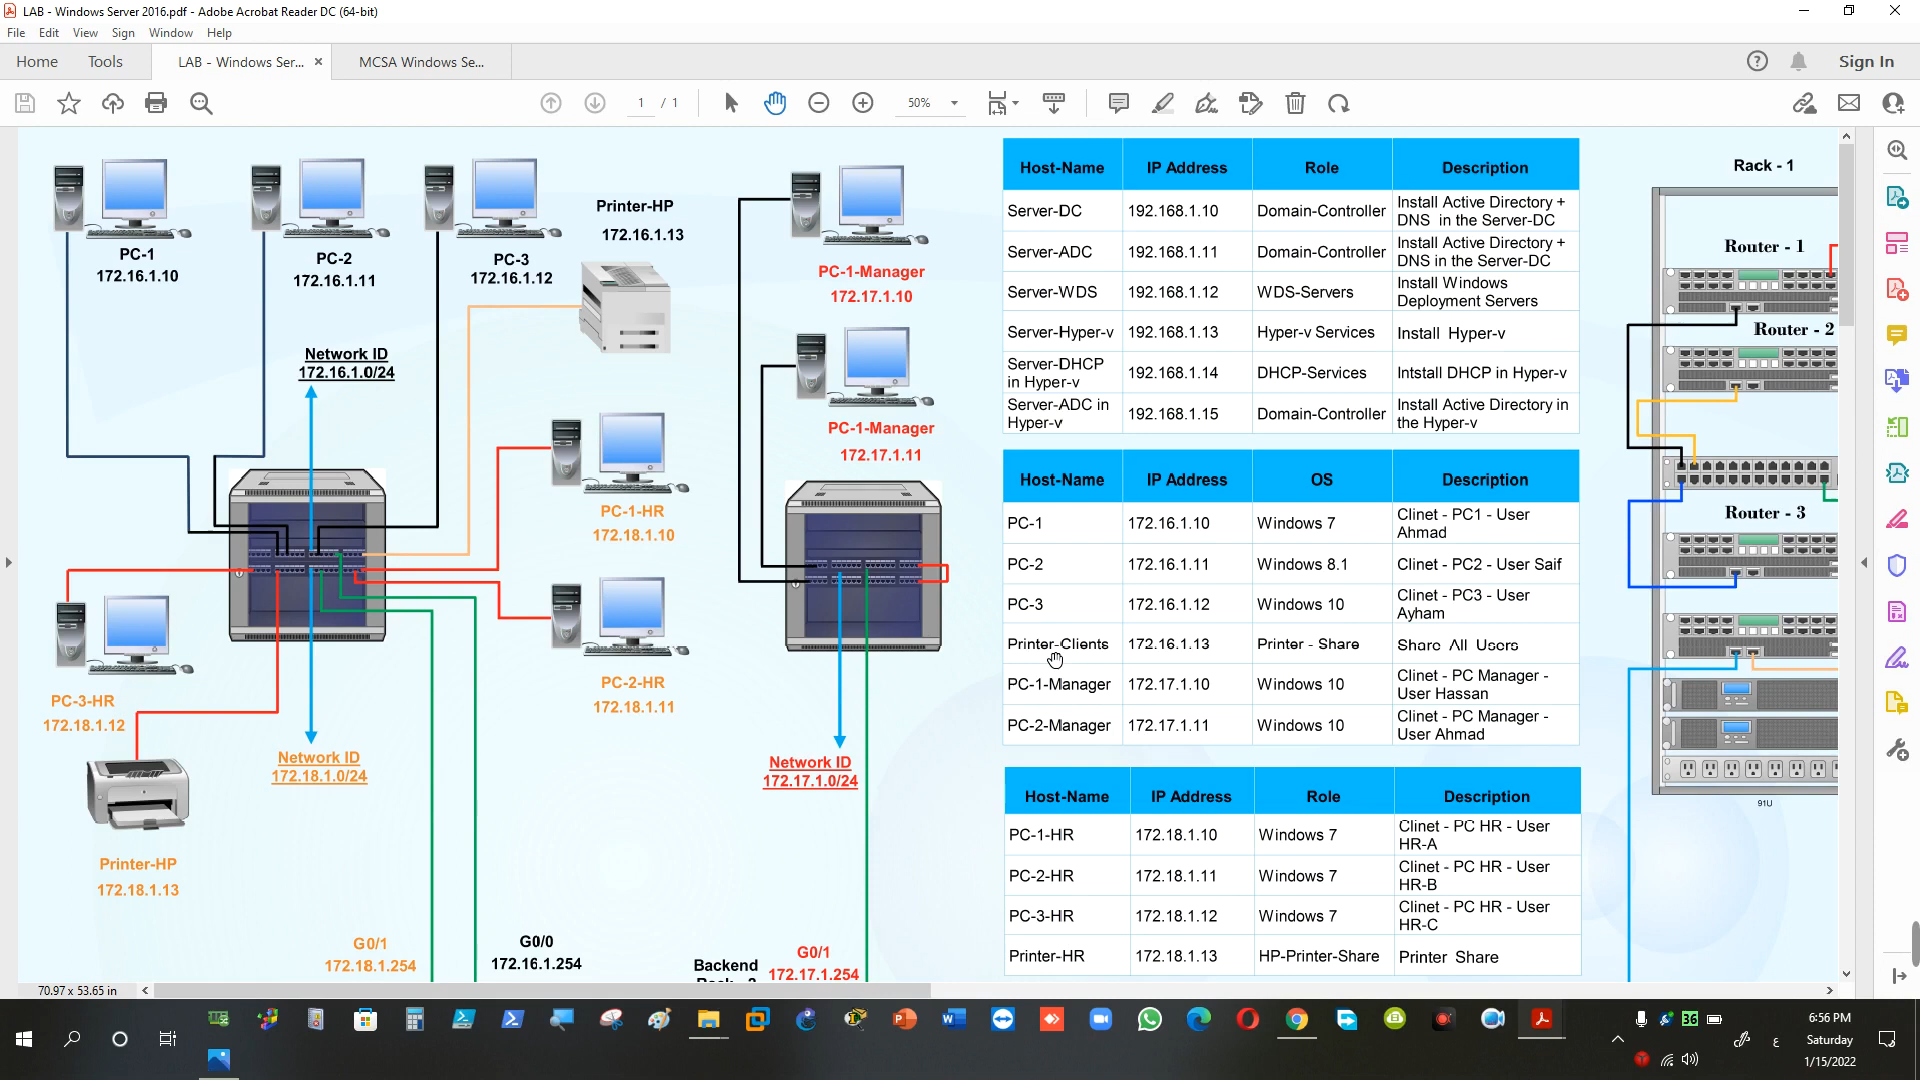 LAB - Windows Server 2016.pdf - Adobe Acrobat Reader DC (64-bit)
File Edit View Sign Window Help
Home Tools LAB - Windows Ser... MCSA Windows Se... Sign In
1 / 1 50%
PC-1
172.16.1.10
PC-2
172.16.1.11
PC-3
172.16.1.12
Printer-HP
172.16.1.13
PC-1-Manager
172.17.1.10
PC-1-Manager
172.17.1.11
Network ID
172.16.1.0/24
PC-1-HR
172.18.1.10
PC-2-HR
172.18.1.11
PC-3-HR
172.18.1.12
Network ID
172.18.1.0/24
Network ID
172.17.1.0/24
Printer-HP
172.18.1.13
G0/1
172.18.1.254
G0/0
172.16.1.254
Backend
G0/1
172.17.1.254
Host-Name IP Address Role Description
Server-DC 192.168.1.10 Domain-Controller Install Active Directory +
DNS in the Server-DC
Server-ADC 192.168.1.11 Domain-Controller Install Active Directory +
DNS in the Server-DC
Server-WDS 192.168.1.12 WDS-Servers Install Windows
Deployment Servers
Server-Hyper-v 192.168.1.13 Hyper-v Services Install Hyper-v
Server-DHCP
in Hyper-v 192.168.1.14 DHCP-Services Intstall DHCP in Hyper-v
Server-ADC in
Hyper-v 192.168.1.15 Domain-Controller Install Active Directory in
the Hyper-v
Host-Name IP Address OS Description
PC-1 172.16.1.10 Windows 7 Clinet - PC1 - User
Ahmad
PC-2 172.16.1.11 Windows 8.1 Clinet - PC2 - User Saif
PC-3 172.16.1.12 Windows 10 Clinet - PC3 - User
Ayham
Printer-Clients 172.16.1.13 Printer - Share Share All Users
PC-1-Manager 172.17.1.10 Windows 10 Clinet - PC Manager -
User Hassan
PC-2-Manager 172.17.1.11 Windows 10 Clinet - PC Manager -
User Ahmad
Host-Name IP Address Role Description
PC-1-HR 172.18.1.10 Windows 7 Clinet - PC HR - User
HR-A
PC-2-HR 172.18.1.11 Windows 7 Clinet - PC HR - User
HR-B
PC-3-HR 172.18.1.12 Windows 7 Clinet - PC HR - User
HR-C
Printer-HR 172.18.1.13 HP-Printer-Share Printer Share
Rack - 1
Router - 1
Router - 2
Router - 3
91U
70.97 x 53.65 in
36
ع
6:56 PM
Saturday
1/15/2022